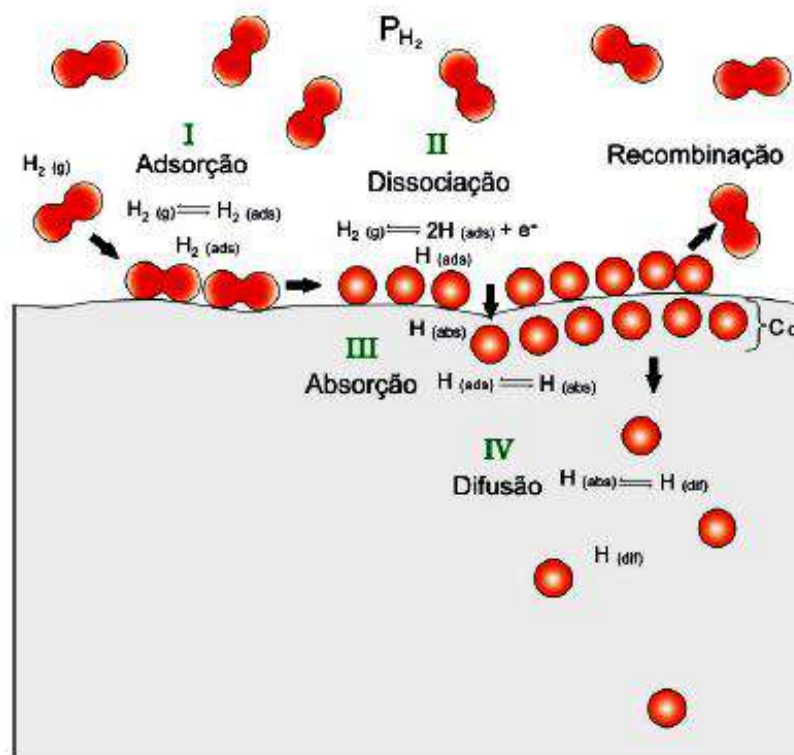 P H₂
I
Adsorção
II
Dissociação
Recombinação
H₂ (g)
H₂ (g) ⇌ H₂ (ads)
H₂ (ads)
H₂ (g) ⇌ 2H (ads) + e-
H (ads)
H (abs)
III
Absorção
H (ads) ⇌ H (abs)
IV
Difusão
H (abs) ⇌ H (dif)
H (dif)